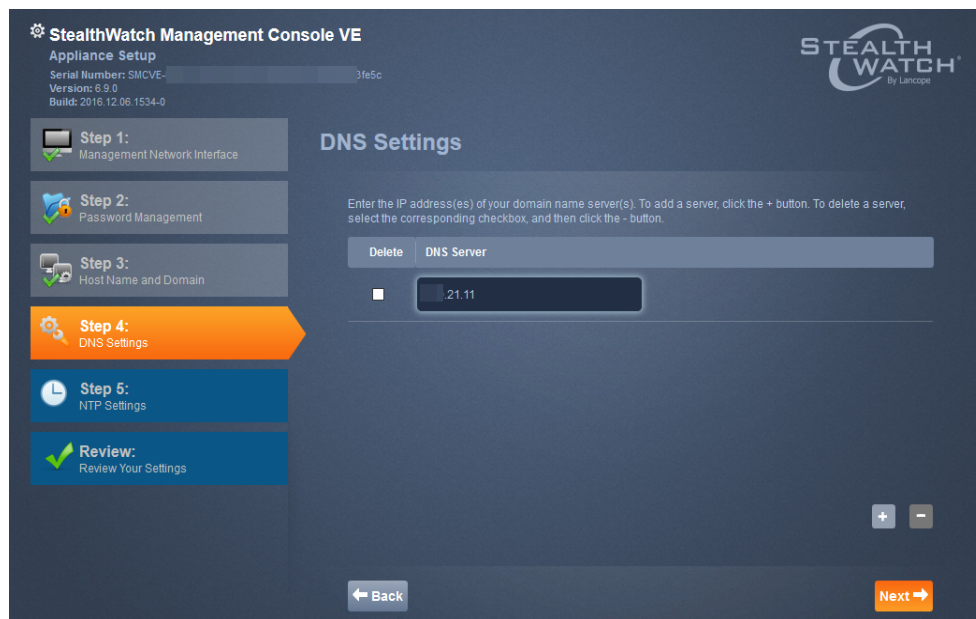 StealthWatch Management Console VE
Appliance Setup
Serial Number: SMCVE- 3fe5c
Version: 6.9.0
Build: 2016.12.06.1534-0
STEALTH
WATCH
By Lancope
Step 1:
Management Network Interface
Step 2:
Password Management
Step 3:
Host Name and Domain
Step 4:
DNS Settings
Step 5:
NTP Settings
Review:
Review Your Settings
DNS Settings
Enter the IP address(es) of your domain name server(s). To add a server, click the + button. To delete a server,
select the corresponding checkbox, and then click the - button.
Delete DNS Server
.21.11
+ -
Back
Next